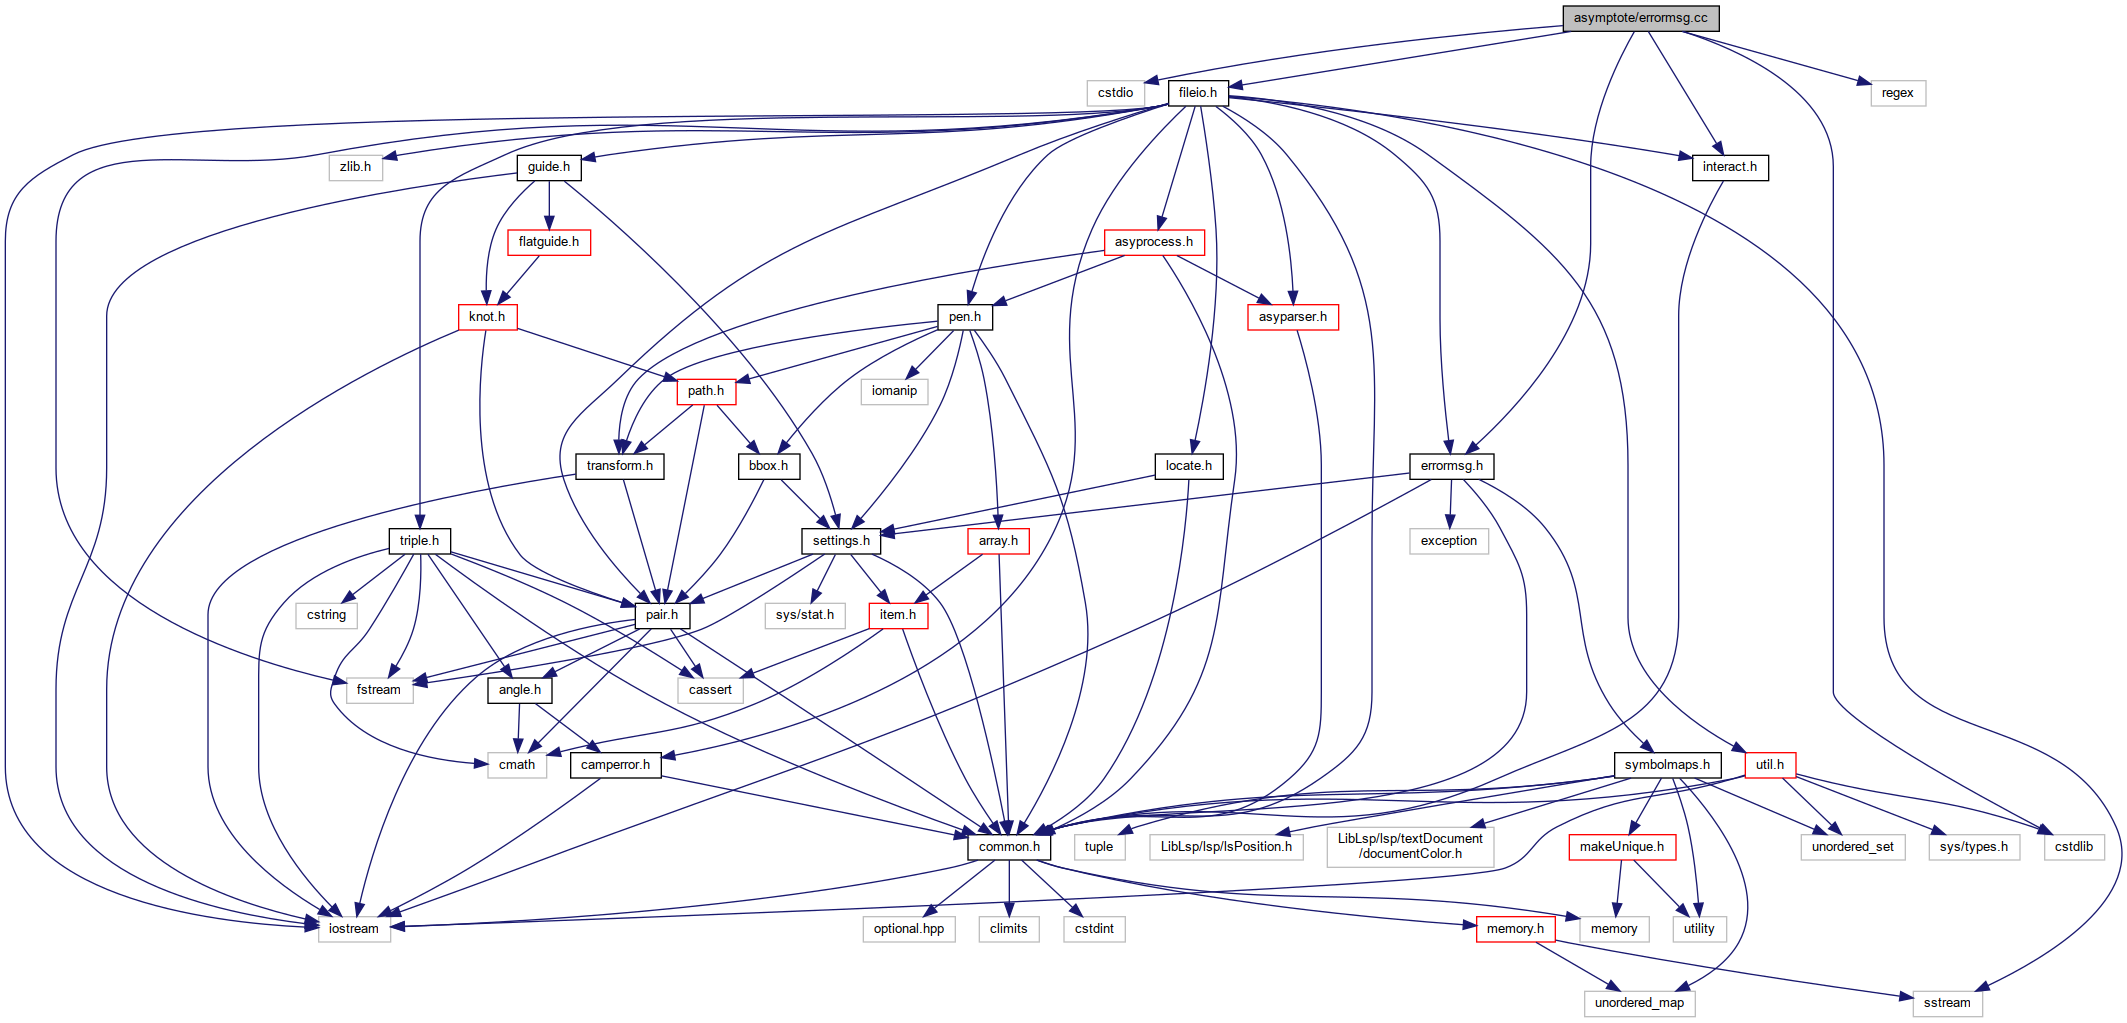 asymptote/errormsg.cc
cstdio
fileio.h
regex
zlib.h
guide.h
interact.h
flatguide.h
asyprocess.h
knot.h
pen.h
asyparser.h
path.h
iomanip
transform.h
bbox.h
locate.h
errormsg.h
triple.h
settings.h
array.h
exception
cstring
pair.h
sys/stat.h
item.h
fstream
angle.h
cassert
cmath
camperror.h
symbolmaps.h
util.h
common.h
tuple
LibLsp/lsp/lsPosition.h
LibLsp/lsp/textDocument
/documentColor.h
makeUnique.h
unordered_set
sys/types.h
cstdlib
iostream
optional.hpp
climits
cstdint
memory.h
memory
utility
unordered_map
sstream